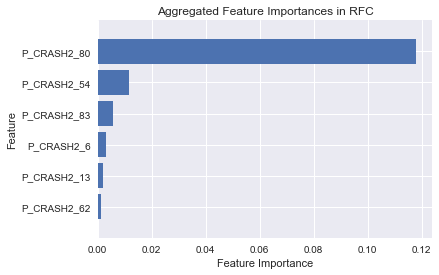 Aggregated Feature Importances in RFC
Feature
P_CRASH2_80
P_CRASH2_54
P_CRASH2_83
P_CRASH2_6
P_CRASH2_13
P_CRASH2_62
0.00 0.02 0.04 0.06 0.08 0.10 0.12
Feature Importance